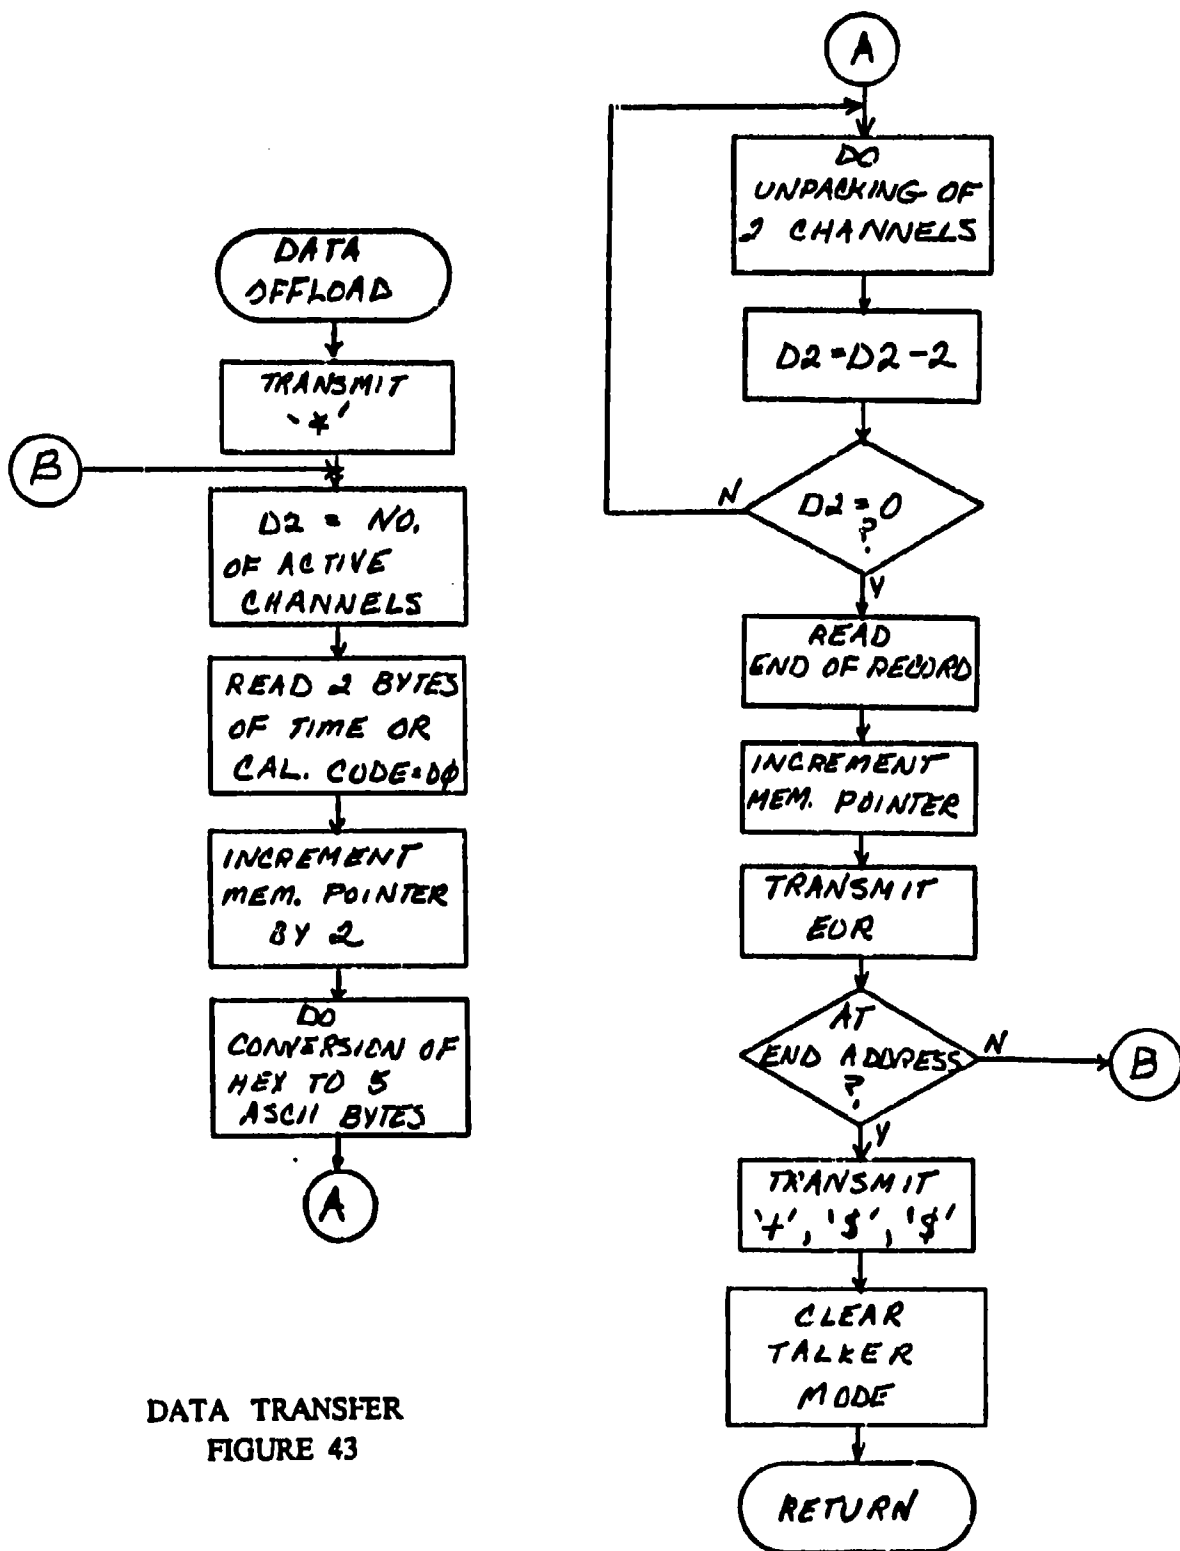 DATA
OFFLOAD
TRANSMIT
'*'
B
D2 = NO.
OF ACTIVE
CHANNELS
READ 2 BYTES
OF TIME OR
CAL. CODE=DØ
INCREMENT
MEM. POINTER
BY 2
DO
CONVERSION OF
HEX TO 5
ASCII BYTES
A
A
DO
UNPACKING OF
2 CHANNELS
D2=D2-2
N
D2=0
?
Y
READ
END OF RECORD
INCREMENT
MEM. POINTER
TRANSMIT
EOR
AT
END ADDRESS
?
N
B
Y
TRANSMIT
'+', '$', '$'
CLEAR
TALKER
MODE
RETURN
DATA TRANSFER
FIGURE 43